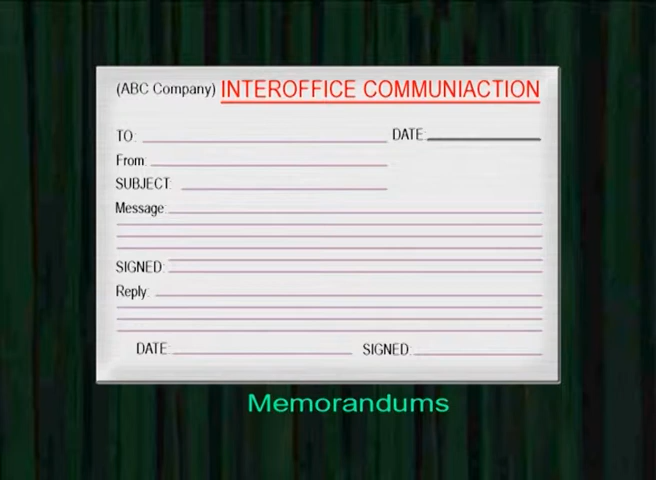 (ABC Company) INTEROFFICE COMMUNIACTION
TO: DATE:
From:
SUBJECT:
Message:
SIGNED:
Reply:
DATE: SIGNED:
Memorandums